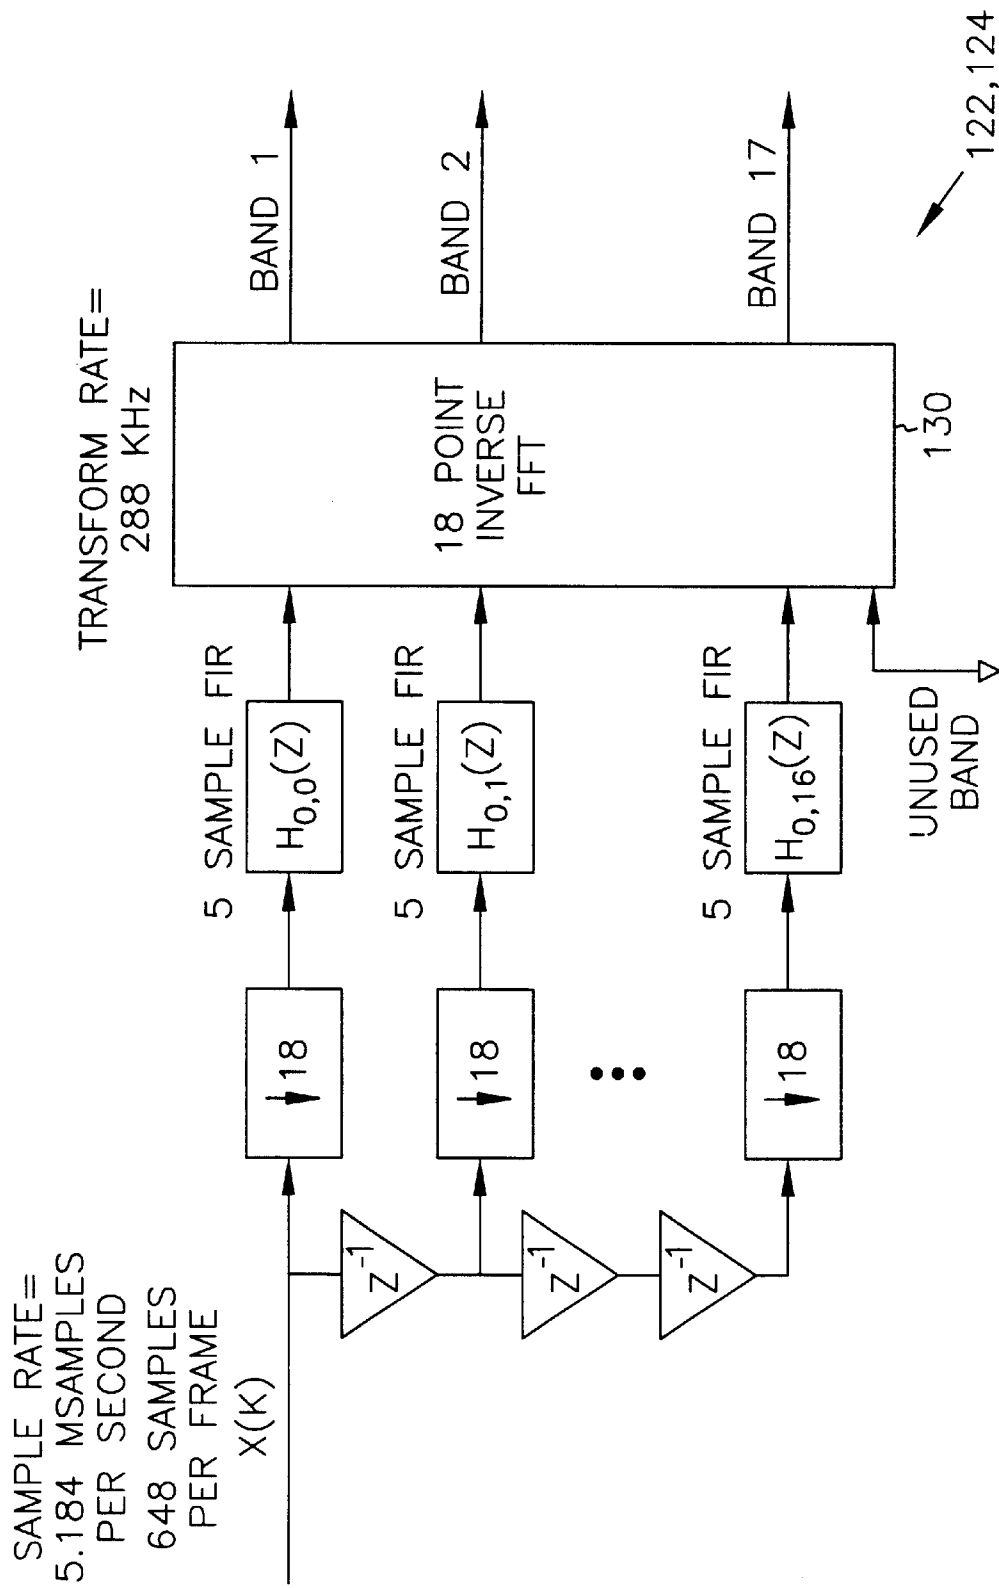 SAMPLE RATE=
5.184 MSAMPLES
PER SECOND
648 SAMPLES
PER FRAME
X(K)
Z⁻¹
Z⁻¹
Z⁻¹
↓18
↓18
↓18
5 SAMPLE FIR
H₀,₀(Z)
5 SAMPLE FIR
H₀,₁(Z)
5 SAMPLE FIR
H₀,₁₆(Z)
UNUSED
BAND
TRANSFORM RATE=
288 KHz
18 POINT
INVERSE
FFT
130
BAND 1
BAND 2
BAND 17
122,124